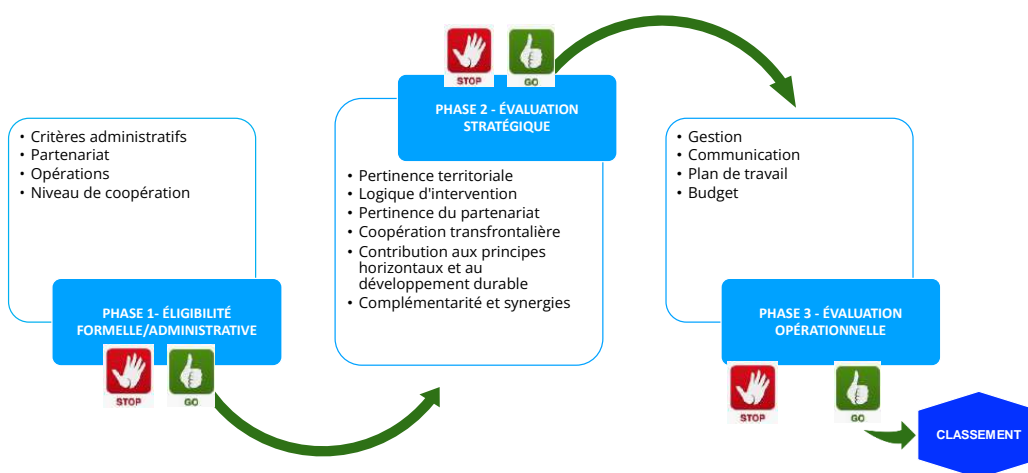 • Critères administratifs
• Partenariat
• Opérations
• Niveau de coopération
PHASE 1- ÉLIGIBILITÉ
FORMELLE/ADMINISTRATIVE
STOP
GO
STOP
GO
PHASE 2 - ÉVALUATION
STRATÉGIQUE
• Pertinence territoriale
• Logique d'intervention
• Pertinence du partenariat
• Coopération transfrontalière
• Contribution aux principes
horizontaux et au
développement durable
• Complémentarité et synergies
• Gestion
• Communication
• Plan de travail
• Budget
PHASE 3 - ÉVALUATION
OPÉRATIONNELLE
STOP
GO
CLASSEMENT